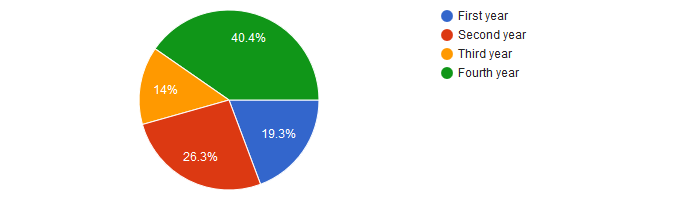 40.4%
14%
19.3%
26.3%
First year
Second year
Third year
Fourth year